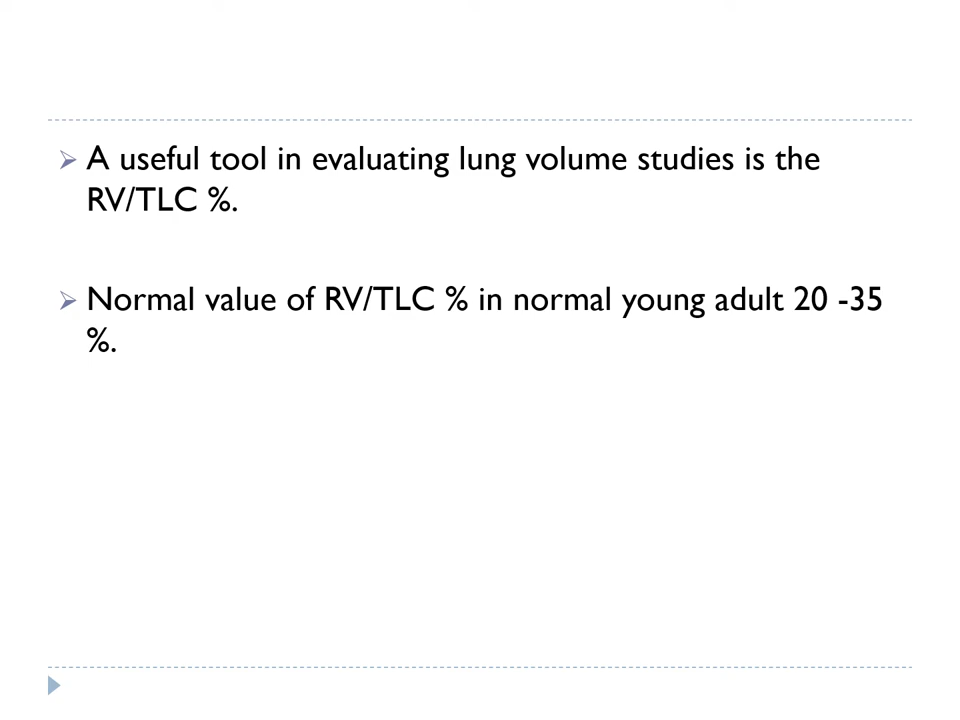 A useful tool in evaluating lung volume studies is the
RV/TLC %.
Normal value of RV/TLC % in normal young adult 20 -35
%.